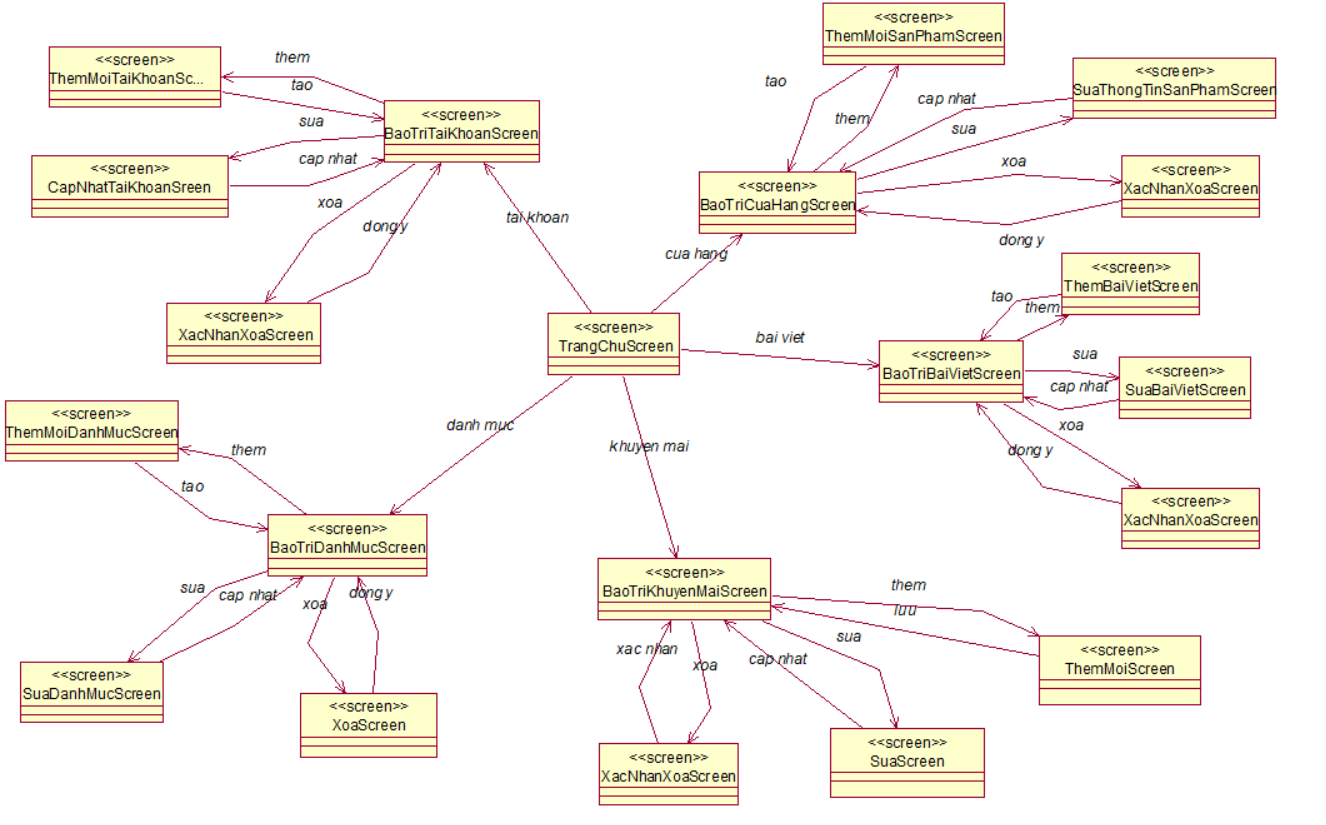 <<screen>>
ThemMoiSanPhamScreen
<<screen>>
ThemMoiTaiKhoanSc...
them
tao
<<screen>>
BaoTriTaiKhoanScreen
sua
<<screen>>
CapNhatTaiKhoanSreen
cap nhat
xoa
dong y
<<screen>>
XacNhanXoaScreen
tai khoan
tao
them
cap nhat
sua
<<screen>>
SuaThongTinSanPhamScreen
<<screen>>
BaoTriCuaHangScreen
xoa
<<screen>>
XacNhanXoaScreen
dong y
cua hang
<<screen>>
TrangChuScreen
bai viet
<<screen>>
ThemBaiVietScreen
tao
them
<<screen>>
BaoTriBaiVietScreen
sua
cap nhat
<<screen>>
SuaBaiVietScreen
xoa
dong y
<<screen>>
XacNhanXoaScreen
danh muc
khuyen mai
<<screen>>
ThemMoiDanhMucScreen
them
tao
<<screen>>
BaoTriDanhMucScreen
sua
cap nhat
xoa
dong y
<<screen>>
SuaDanhMucScreen
<<screen>>
XoaScreen
<<screen>>
BaoTriKhuyenMaiScreen
them
luu
<<screen>>
ThemMoiScreen
xac nhan
xoa
cap nhat
sua
<<screen>>
XacNhanXoaScreen
<<screen>>
SuaScreen